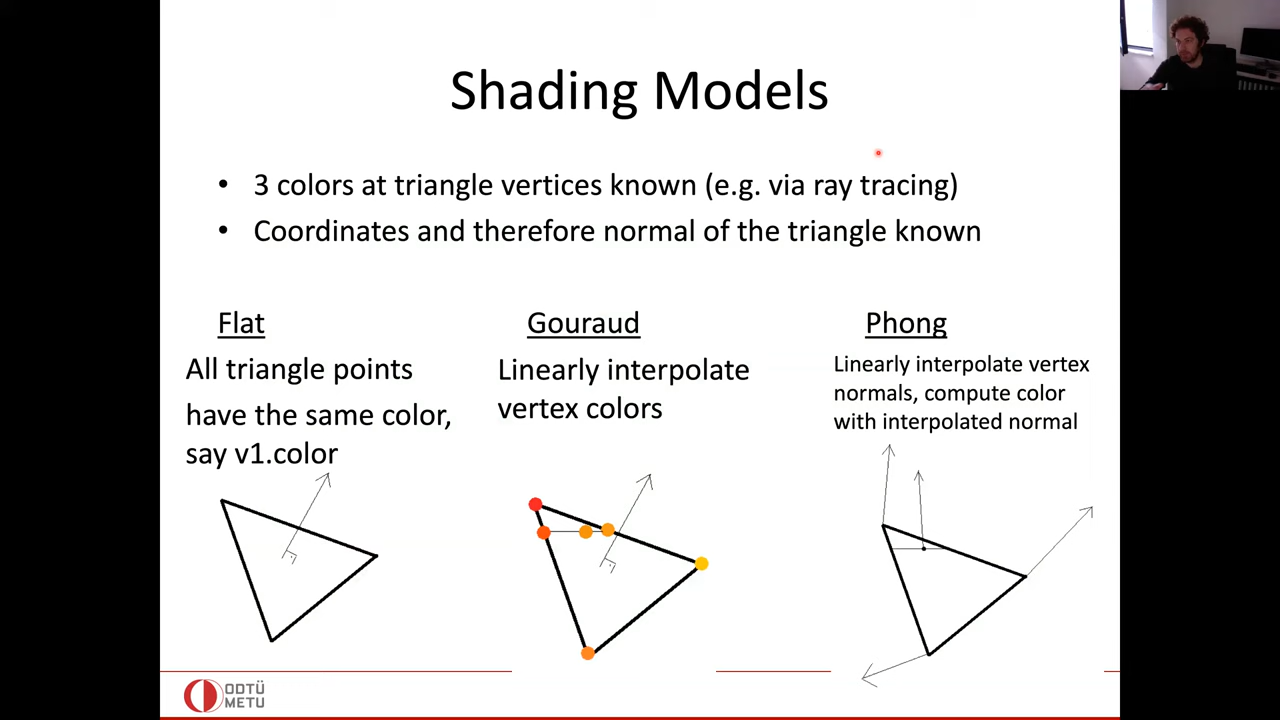 Shading Models
• 3 colors at triangle vertices known (e.g. via ray tracing)
• Coordinates and therefore normal of the triangle known
Flat
All triangle points
have the same color,
say v1.color
Gouraud
Linearly interpolate
vertex colors
Phong
Linearly interpolate vertex
normals, compute color
with interpolated normal
ODTÜ
METU